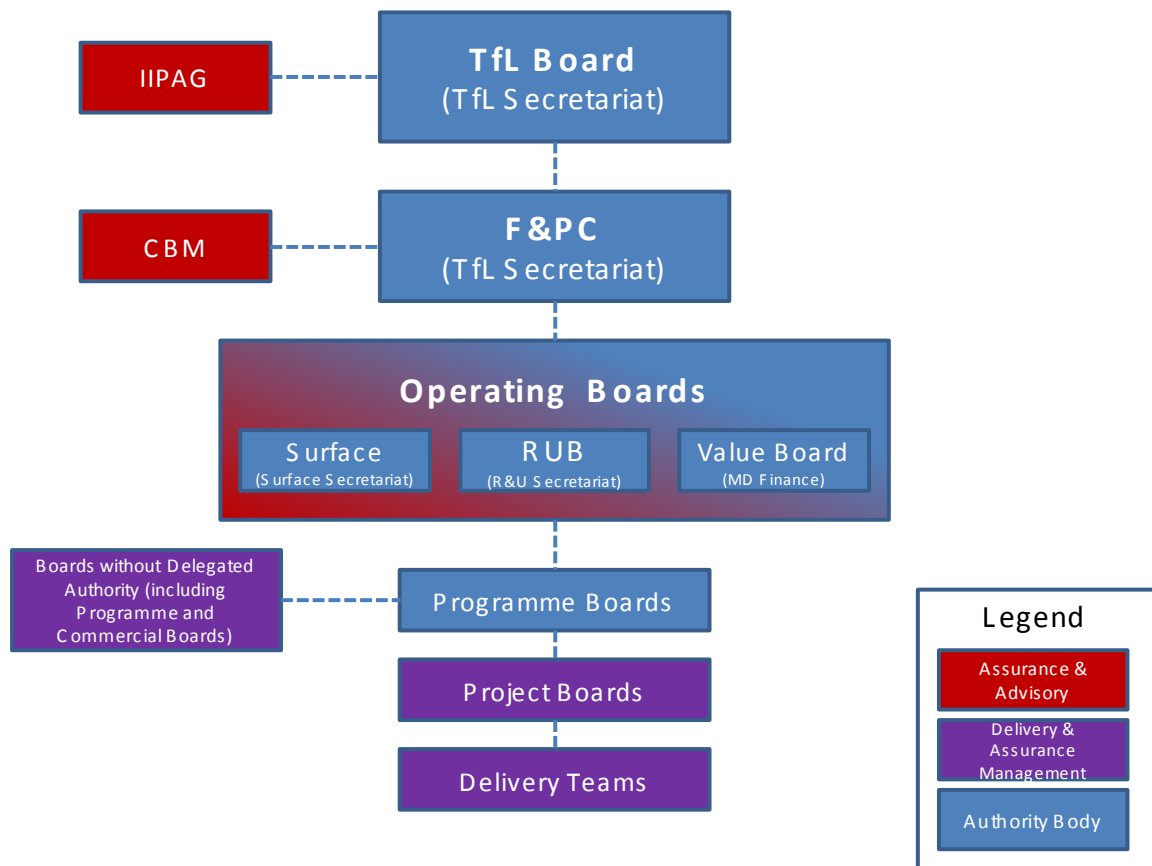 TfL Board
(TfL Secretariat)
IIPAG
F&PC
(TfL Secretariat)
CBM
Operating Boards
Surface
(Surface Secretariat)
RUB
(R&U Secretariat)
Value Board
(MD Finance)
Boards without Delegated
Authority (including
Programme and
Commercial Boards)
Programme Boards
Project Boards
Delivery Teams
Legend
Assurance &
Advisory
Delivery &
Assurance
Management
Authority Body